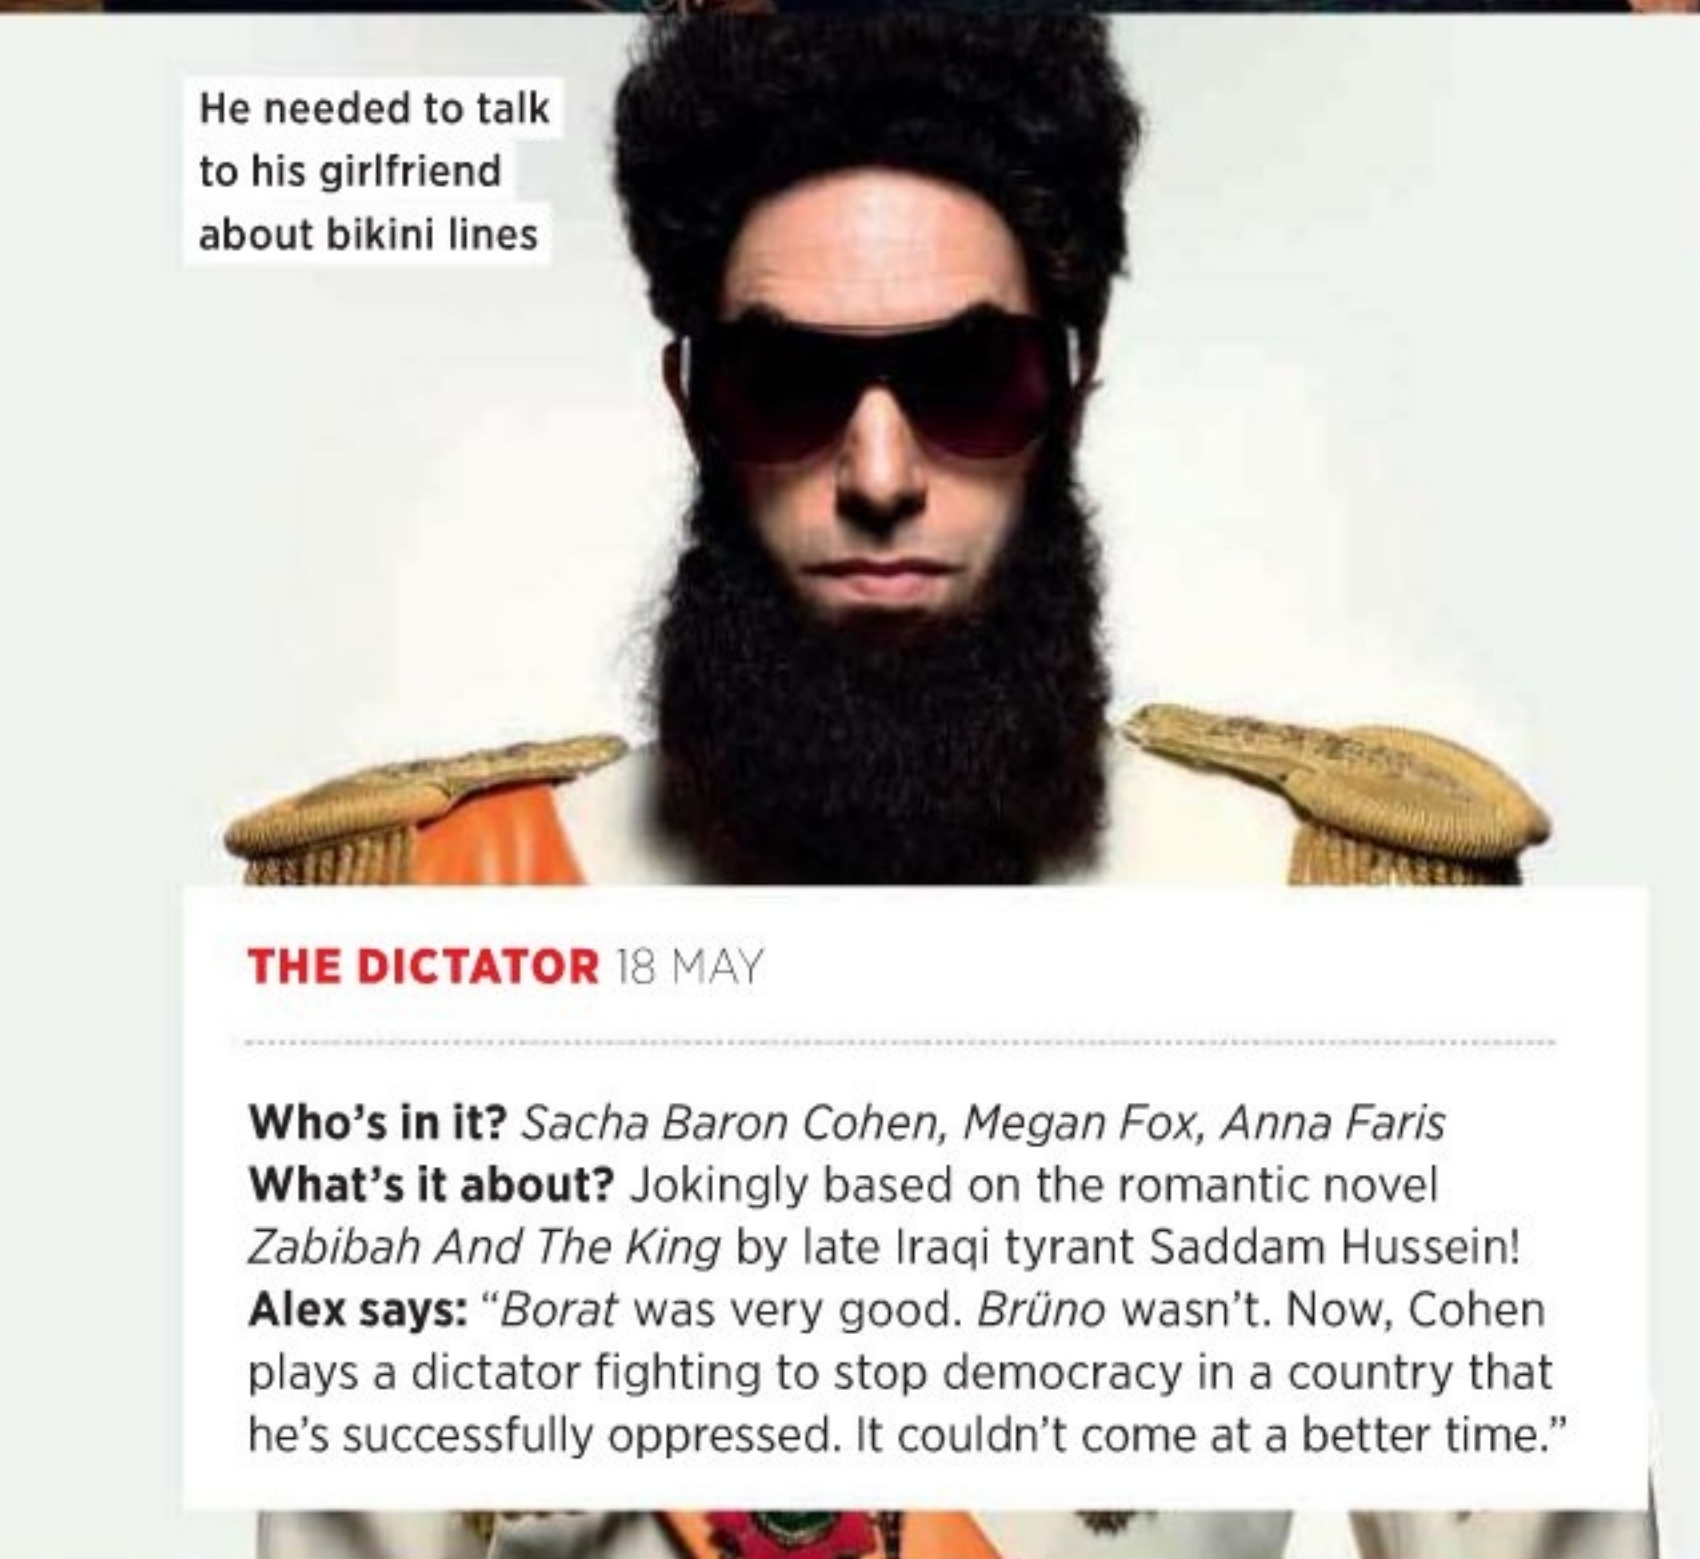 He needed to talk
to his girlfriend
about bikini lines
THE DICTATOR 18 MAY
Who's in it? Sacha Baron Cohen, Megan Fox, Anna Faris
What's it about? Jokingly based on the romantic novel
Zabibah And The King by late Iraqi tyrant Saddam Hussein!
Alex says: “Borat was very good. Brüno wasn't. Now, Cohen
plays a dictator fighting to stop democracy in a country that
he's successfully oppressed. It couldn't come at a better time.”